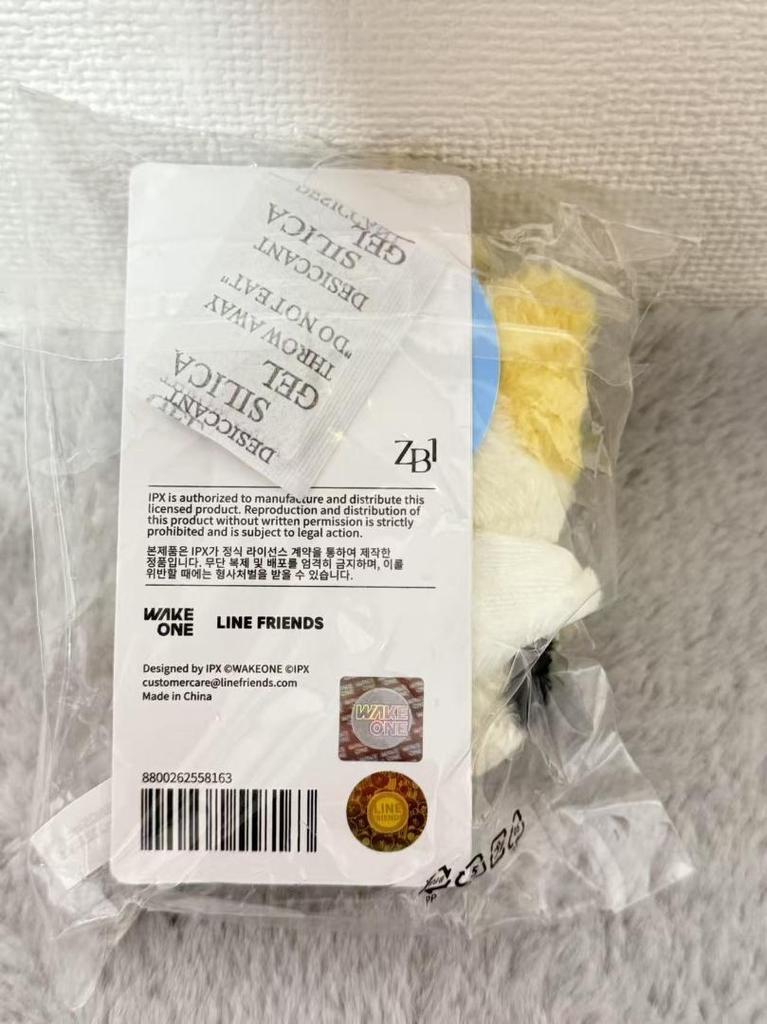 SILICA
GEL
DESICCANT
"DO NOT EAT"
THROW AWAY
SILICA
GEL
DESICCANT
ZB1
IPX is authorized to manufacture and distribute this
licensed product. Reproduction and distribution of
this product without written permission is strictly
prohibited and is subject to legal action.
본제품은 IPX가 정식 라이선스 계약을 통하여 제작한
정품입니다. 무단 복제 및 배포를 엄격히 금지하며, 이를
위반할 때에는 형사처벌을 받을 수 있습니다.
WAKE
ONE
LINE FRIENDS
Designed by IPX ©WAKEONE ©IPX
customercare@linefriends.com
Made in China
WAKE
ONE
8800262558163
LINE
FRIENDS
PP